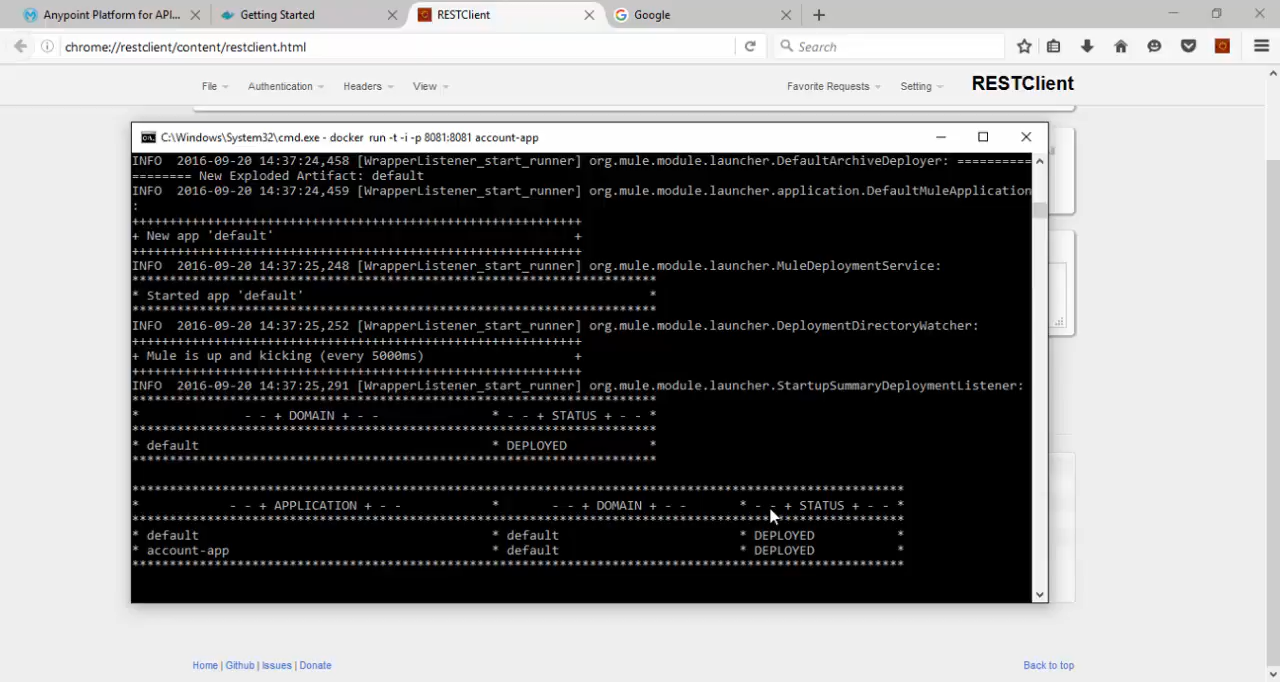 Anypoint Platform for API...
Getting Started
RESTClient
Google
chrome://restclient/content/restclient.html
Search
File
Authentication
Headers
View
Favorite Requests
Setting
RESTClient
C:\Windows\System32\cmd.exe - docker run -t -i -p 8081:8081 account-app
INFO  2016-09-20 14:37:24,458 [WrapperListener_start_runner] org.mule.module.launcher.DefaultArchiveDeployer: ==========
======== New Exploded Artifact: default
INFO  2016-09-20 14:37:24,459 [WrapperListener_start_runner] org.mule.module.launcher.application.DefaultMuleApplication
:
++++++++++++++++++++++++++++++++++++++++++++++++++++++++++++
+ New app 'default'                                        +
++++++++++++++++++++++++++++++++++++++++++++++++++++++++++++
INFO  2016-09-20 14:37:25,248 [WrapperListener_start_runner] org.mule.module.launcher.MuleDeploymentService:
**********************************************************************
* Started app 'default'                                              *
**********************************************************************
INFO  2016-09-20 14:37:25,252 [WrapperListener_start_runner] org.mule.module.launcher.DeploymentDirectoryWatcher:
++++++++++++++++++++++++++++++++++++++++++++++++++++++++++++
+ Mule is up and kicking (every 5000ms)                    +
++++++++++++++++++++++++++++++++++++++++++++++++++++++++++++
INFO  2016-09-20 14:37:25,291 [WrapperListener_start_runner] org.mule.module.launcher.StartupSummaryDeploymentListener:
**********************************************************************
*              - - + DOMAIN + - -               * - - + STATUS + - - *
**********************************************************************
* default                                       * DEPLOYED           *
**********************************************************************
*******************************************************************************************************
*            - - + APPLICATION + - -            *       - - + DOMAIN + - -       * - - + STATUS + - - *
*******************************************************************************************************
* default                                       * default                        * DEPLOYED           *
* account-app                                   * default                        * DEPLOYED           *
*******************************************************************************************************
Home | Github | Issues | Donate
Back to top